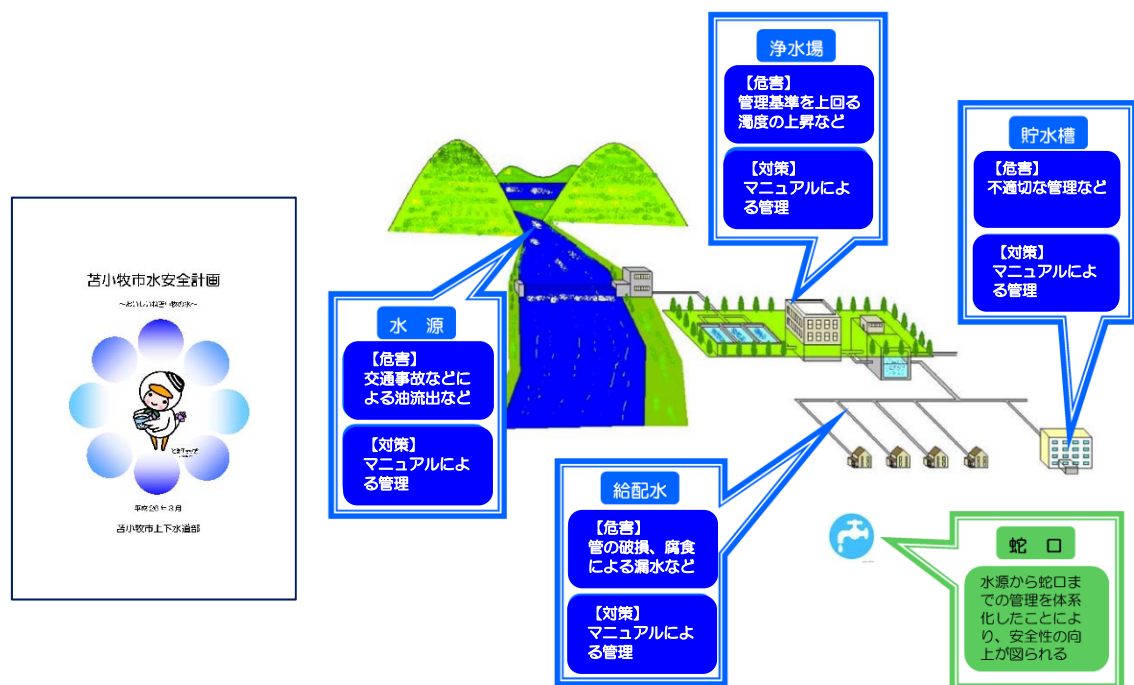 苫小牧市水安全計画
平成26年3月
苫小牧市上下水道部
浄水場
【危害】
管理基準を上回る
濁度の上昇など
【対策】
マニュアルによ
る管理
貯水槽
【危害】
不適切な管理など
【対策】
マニュアルによ
る管理
水 源
【危害】
交通事故などに
よる油流出など
【対策】
マニュアルによ
る管理
給配水
【危害】
管の破損、腐食
による漏水など
【対策】
マニュアルによ
る管理
蛇 口
水源から蛇口ま
での管理を体系
化したことによ
り、安全性の向
上が図られる